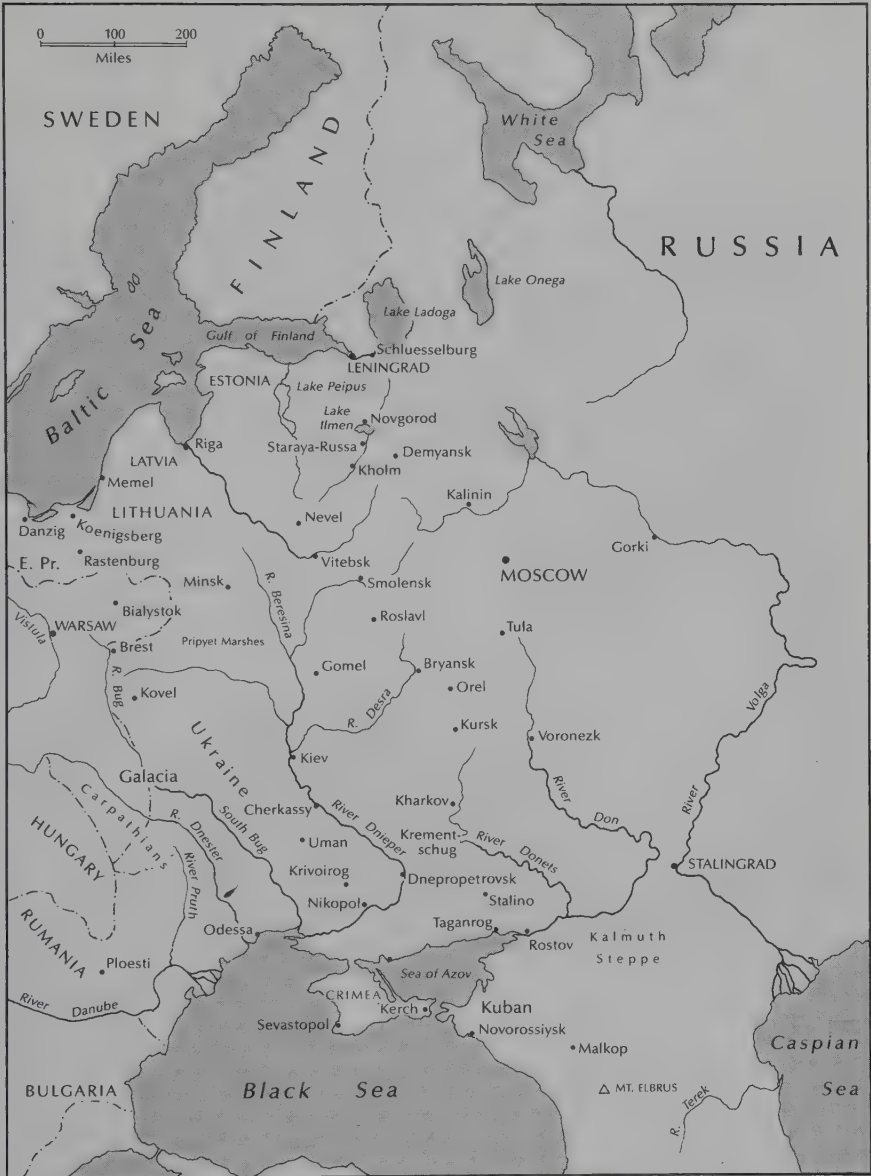 0 100 200
Miles
SWEDEN
FINLAND
White
Sea
RUSSIA
Lake Onega
Lake Ladoga
Baltic Sea
Gulf of Finland
Schluesselburg
LENINGRAD
ESTONIA
Lake Peipus
Lake
Ilmen
Novgorod
Riga
Staraya-Russa
Demyansk
LATVIA
Kholm
Memel
Kalinin
LITHUANIA
Nevel
Danzig
Koenigsberg
Gorki
E. Pr.
Rastenburg
Vitebsk
MOSCOW
Minsk
R. Beresina
Smolensk
Bialystok
Roslavl
Vistula
WARSAW
Tula
Pripyet Marshes
Brest
Gomel
Bryansk
R. Bug
Kovel
Orel
Volga
R. Desra
Ukraine
Kursk
Voronezk
Kiev
Galacia
River
Don
River
Carpathians
R. Dnester
South Bug
Cherkassy
River Dnieper
Kharkov
HUNGARY
Uman
Krement-
schug
River
Donets
STALINGRAD
River Pruth
Krivoirog
Dnepropetrovsk
Nikopol
Stalino
RUMANIA
Odessa
Taganrog
Rostov
Kalmuth
Steppe
Ploesti
Sea of Azov
River Danube
CRIMEA
Kerch
Kuban
Sevastopol
Novorossiysk
Malkop
Caspian
Sea
BULGARIA
Black Sea
MT. ELBRUS
R. Terek